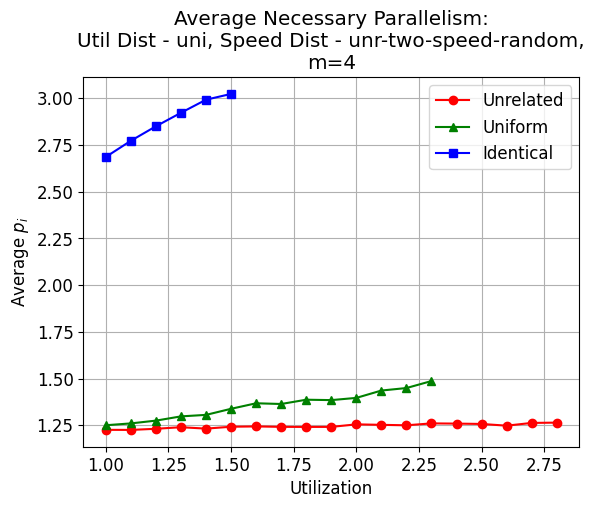 Average Necessary Parallelism:
Util Dist - uni, Speed Dist - unr-two-speed-random,
m=4
Unrelated
Uniform
Identical
3.00
2.75
2.50
2.25
2.00
1.75
1.50
1.25
Average pᵢ
1.00 1.25 1.50 1.75 2.00 2.25 2.50 2.75
Utilization